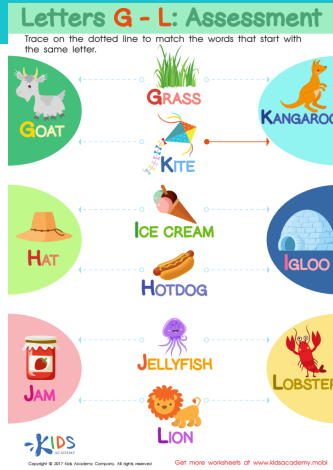 Letters G - L: Assessment
Trace on the dotted line to match the words that start with
the same letter.
GOAT
GRASS
KANGAROO
KITE
HAT
ICE CREAM
IGLOO
HOTDOG
JAM
JELLYFISH
LOBSTER
LION
KIDS
ACADEMY
Copyright © 2017 Kids Academy Company. All rights reserved
Get more worksheets at www.kidsacademy.mobi